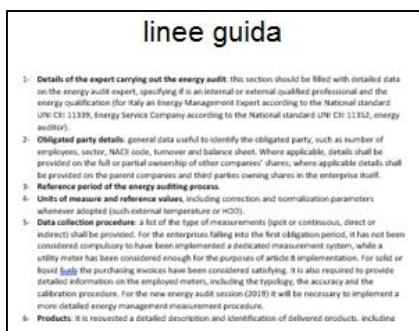 linee guida
1- Details of the expert carrying out the energy audit: this section should be filled with detailed data
on the energy audit expert, specifying if is an internal or external qualified professional and the
energy qualification (for Italy an Energy Management Expert according to the National standard
UNI CEI 11339, Energy Service Company according to the National standard UNI CEI 11352, energy
auditor).
2- Obligated party details: general data useful to identify the obligated party, such as number of
employees, sector, NACE code, turnover and balance sheet. Where applicable, details shall be
provided on the full or partial ownership of other companies' shares; where applicable details shall
be provided on the parent companies and third parties owning shares in the enterprise itself.
3- Reference period of the energy auditing process.
4- Units of measure and reference values, including correction and normalization parameters
whenever adopted (such external temperature or HDD).
5- Data collection procedure: a list of the type of measurements (spot or continuous, direct or
indirect) shall be provided. For the enterprises falling into the first obligation period, it has not been
considered compulsory to have been implemented a dedicated measurement system, while a
utility meter has been considered enough for the purposes of article 8 implementation. For solid or
liquid fuels the purchasing invoices have been considered satisfying. It is also required to provide
detailed information on the employed meters, including the typology, the accuracy and the
calibration procedure. For the new energy audit session (2019) it will be necessary to implement a
more detailed energy management measurement procedure.
6- Products: It is requested a detailed description and identification of delivered products, including